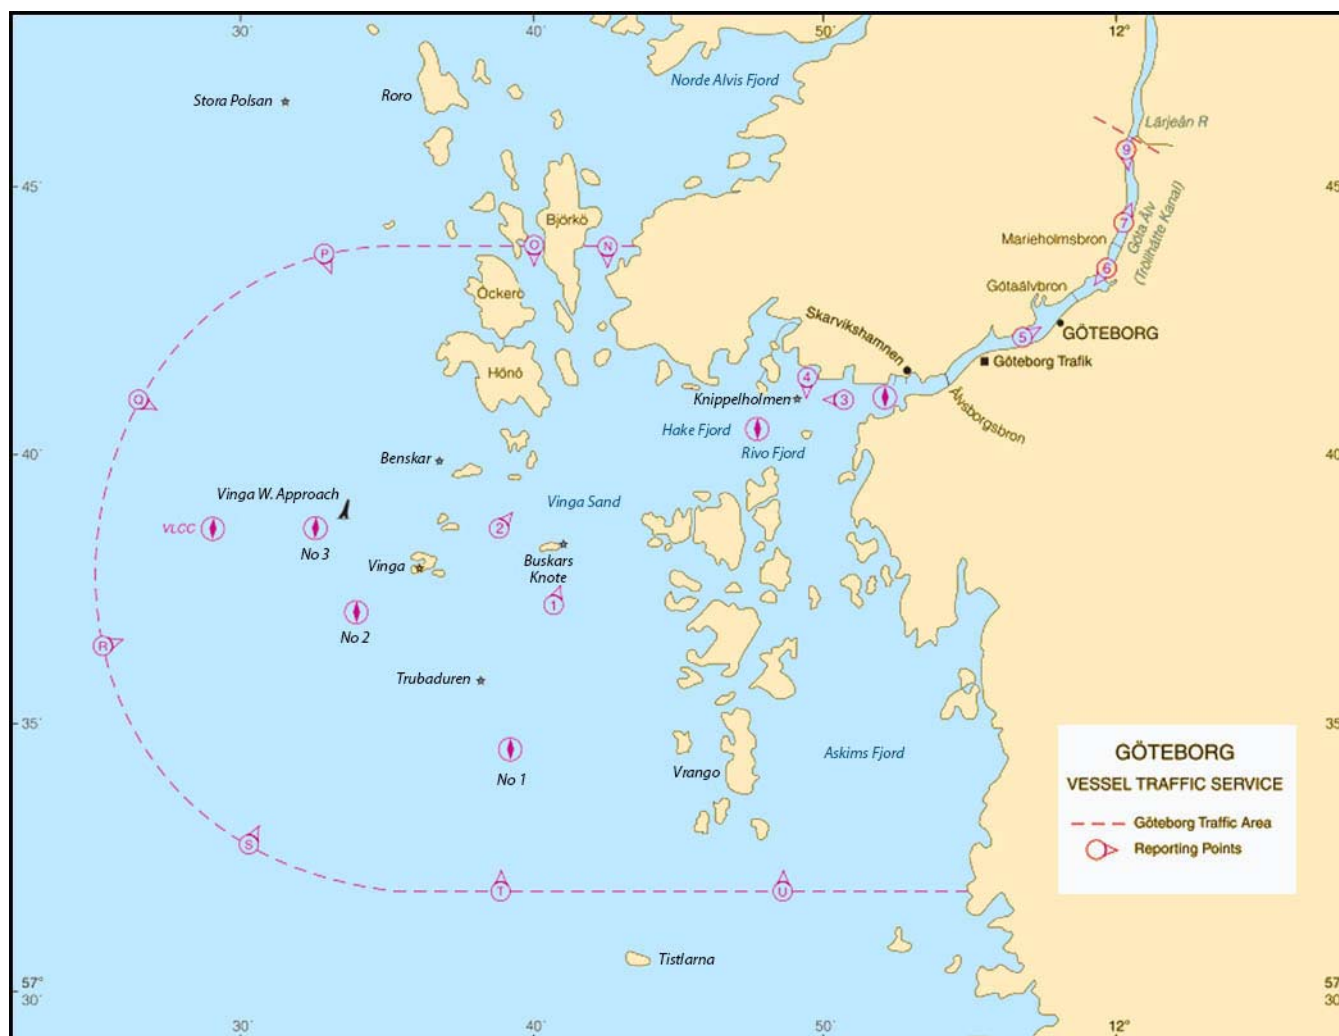 30´
40´
50´
12°
Norde Alvis Fjord
Stora Polsan
Roro
Lärjeån R
9
45´
45´
Björkö
7
Göta Älv
(Tröllhätte Kanal)
Marieholmsbron
P
O
N
6
Götaälvbron
Öckerö
Skarvikshamnen
GÖTEBORG
5
Göteborg Trafik
Hönö
4
Q
Knippelholmen
3
Älvsborgsbron
Hake Fjord
Rivo Fjord
40´
40
Benskar
Vinga W. Approach
Vinga Sand
VLCC
2
No 3
Buskars
Knote
Vinga
1
No 2
R
Trubaduren
35´
35
Askims Fjord
No 1
Vrango
GÖTEBORG
VESSEL TRAFFIC SERVICE
Göteborg Traffic Area
Reporting Points
S
T
U
Tistlarna
57°
30´
57
30
30´
40´
50´
12°